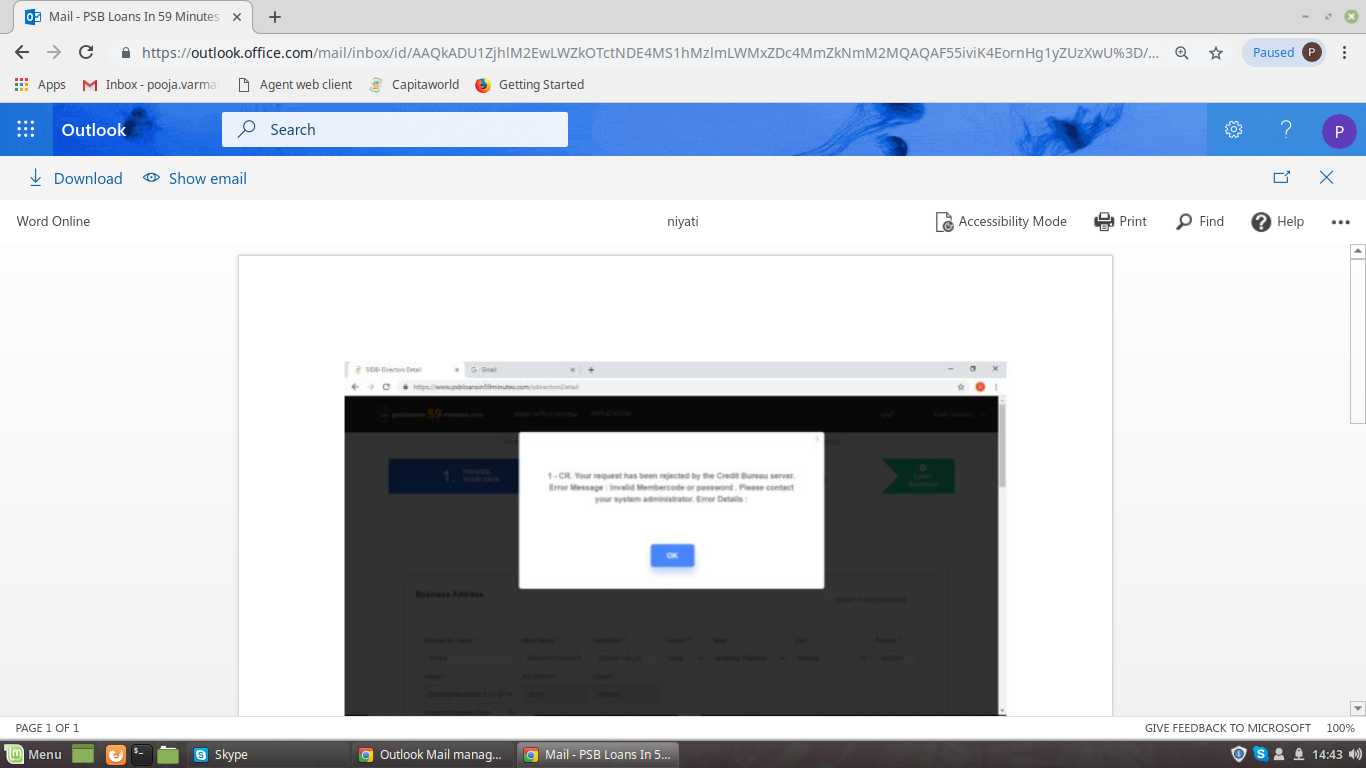 Mail - PSB Loans In 59 Minutes
https://outlook.office.com/mail/inbox/id/AAQkADU1ZjhlM2EwLWZkOTctNDE4MS1hMzlmLWMxZDc4MmZkNmM2MQAQAF55iviK4EornHg1yZUzXwU%3D/...
Paused P
Apps Inbox - pooja.varma Agent web client Capitaworld Getting Started
Outlook Search P
Download Show email
Word Online niyati Accessibility Mode Print Find Help
SIDBI-Directors Detail Gmail
https://www.psbloansin59minutes.com/
59
1 - CR. Your request has been rejected by the Credit Bureau server.
Error Message : Invalid Membercode or password . Please contact
your system administrator. Error Details :
1.
OK
Business Address
PAGE 1 OF 1 GIVE FEEDBACK TO MICROSOFT 100%
Menu Skype Outlook Mail manag... Mail - PSB Loans In 5... 14:43